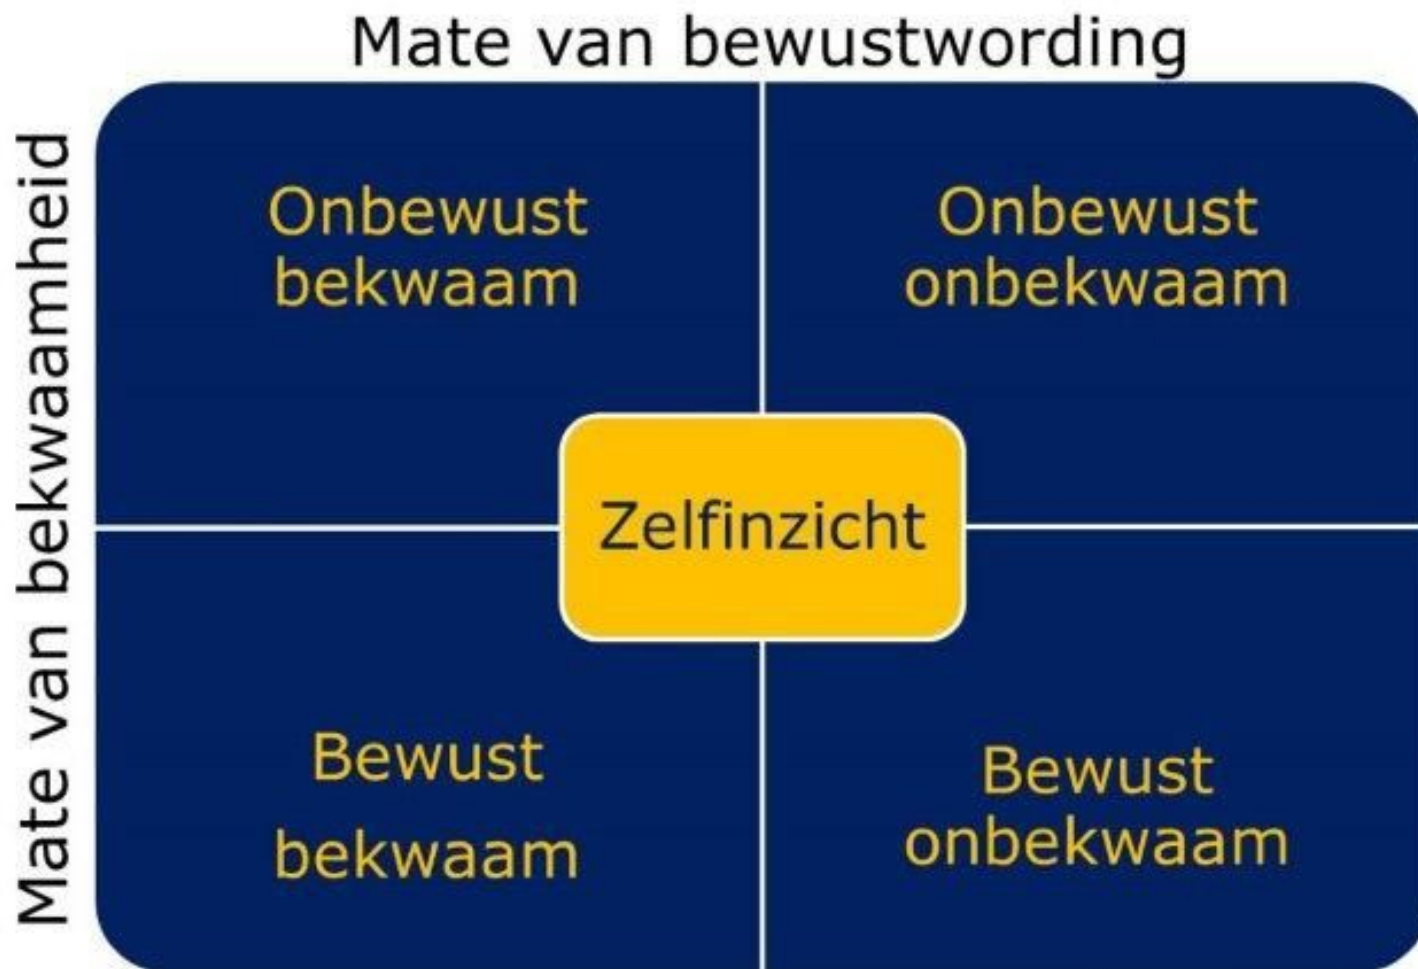 Mate van bewustwording
Mate van bekwaamheid
Onbewust
bekwaam
Onbewust
onbekwaam
Zelfinzicht
Bewust
bekwaam
Bewust
onbekwaam